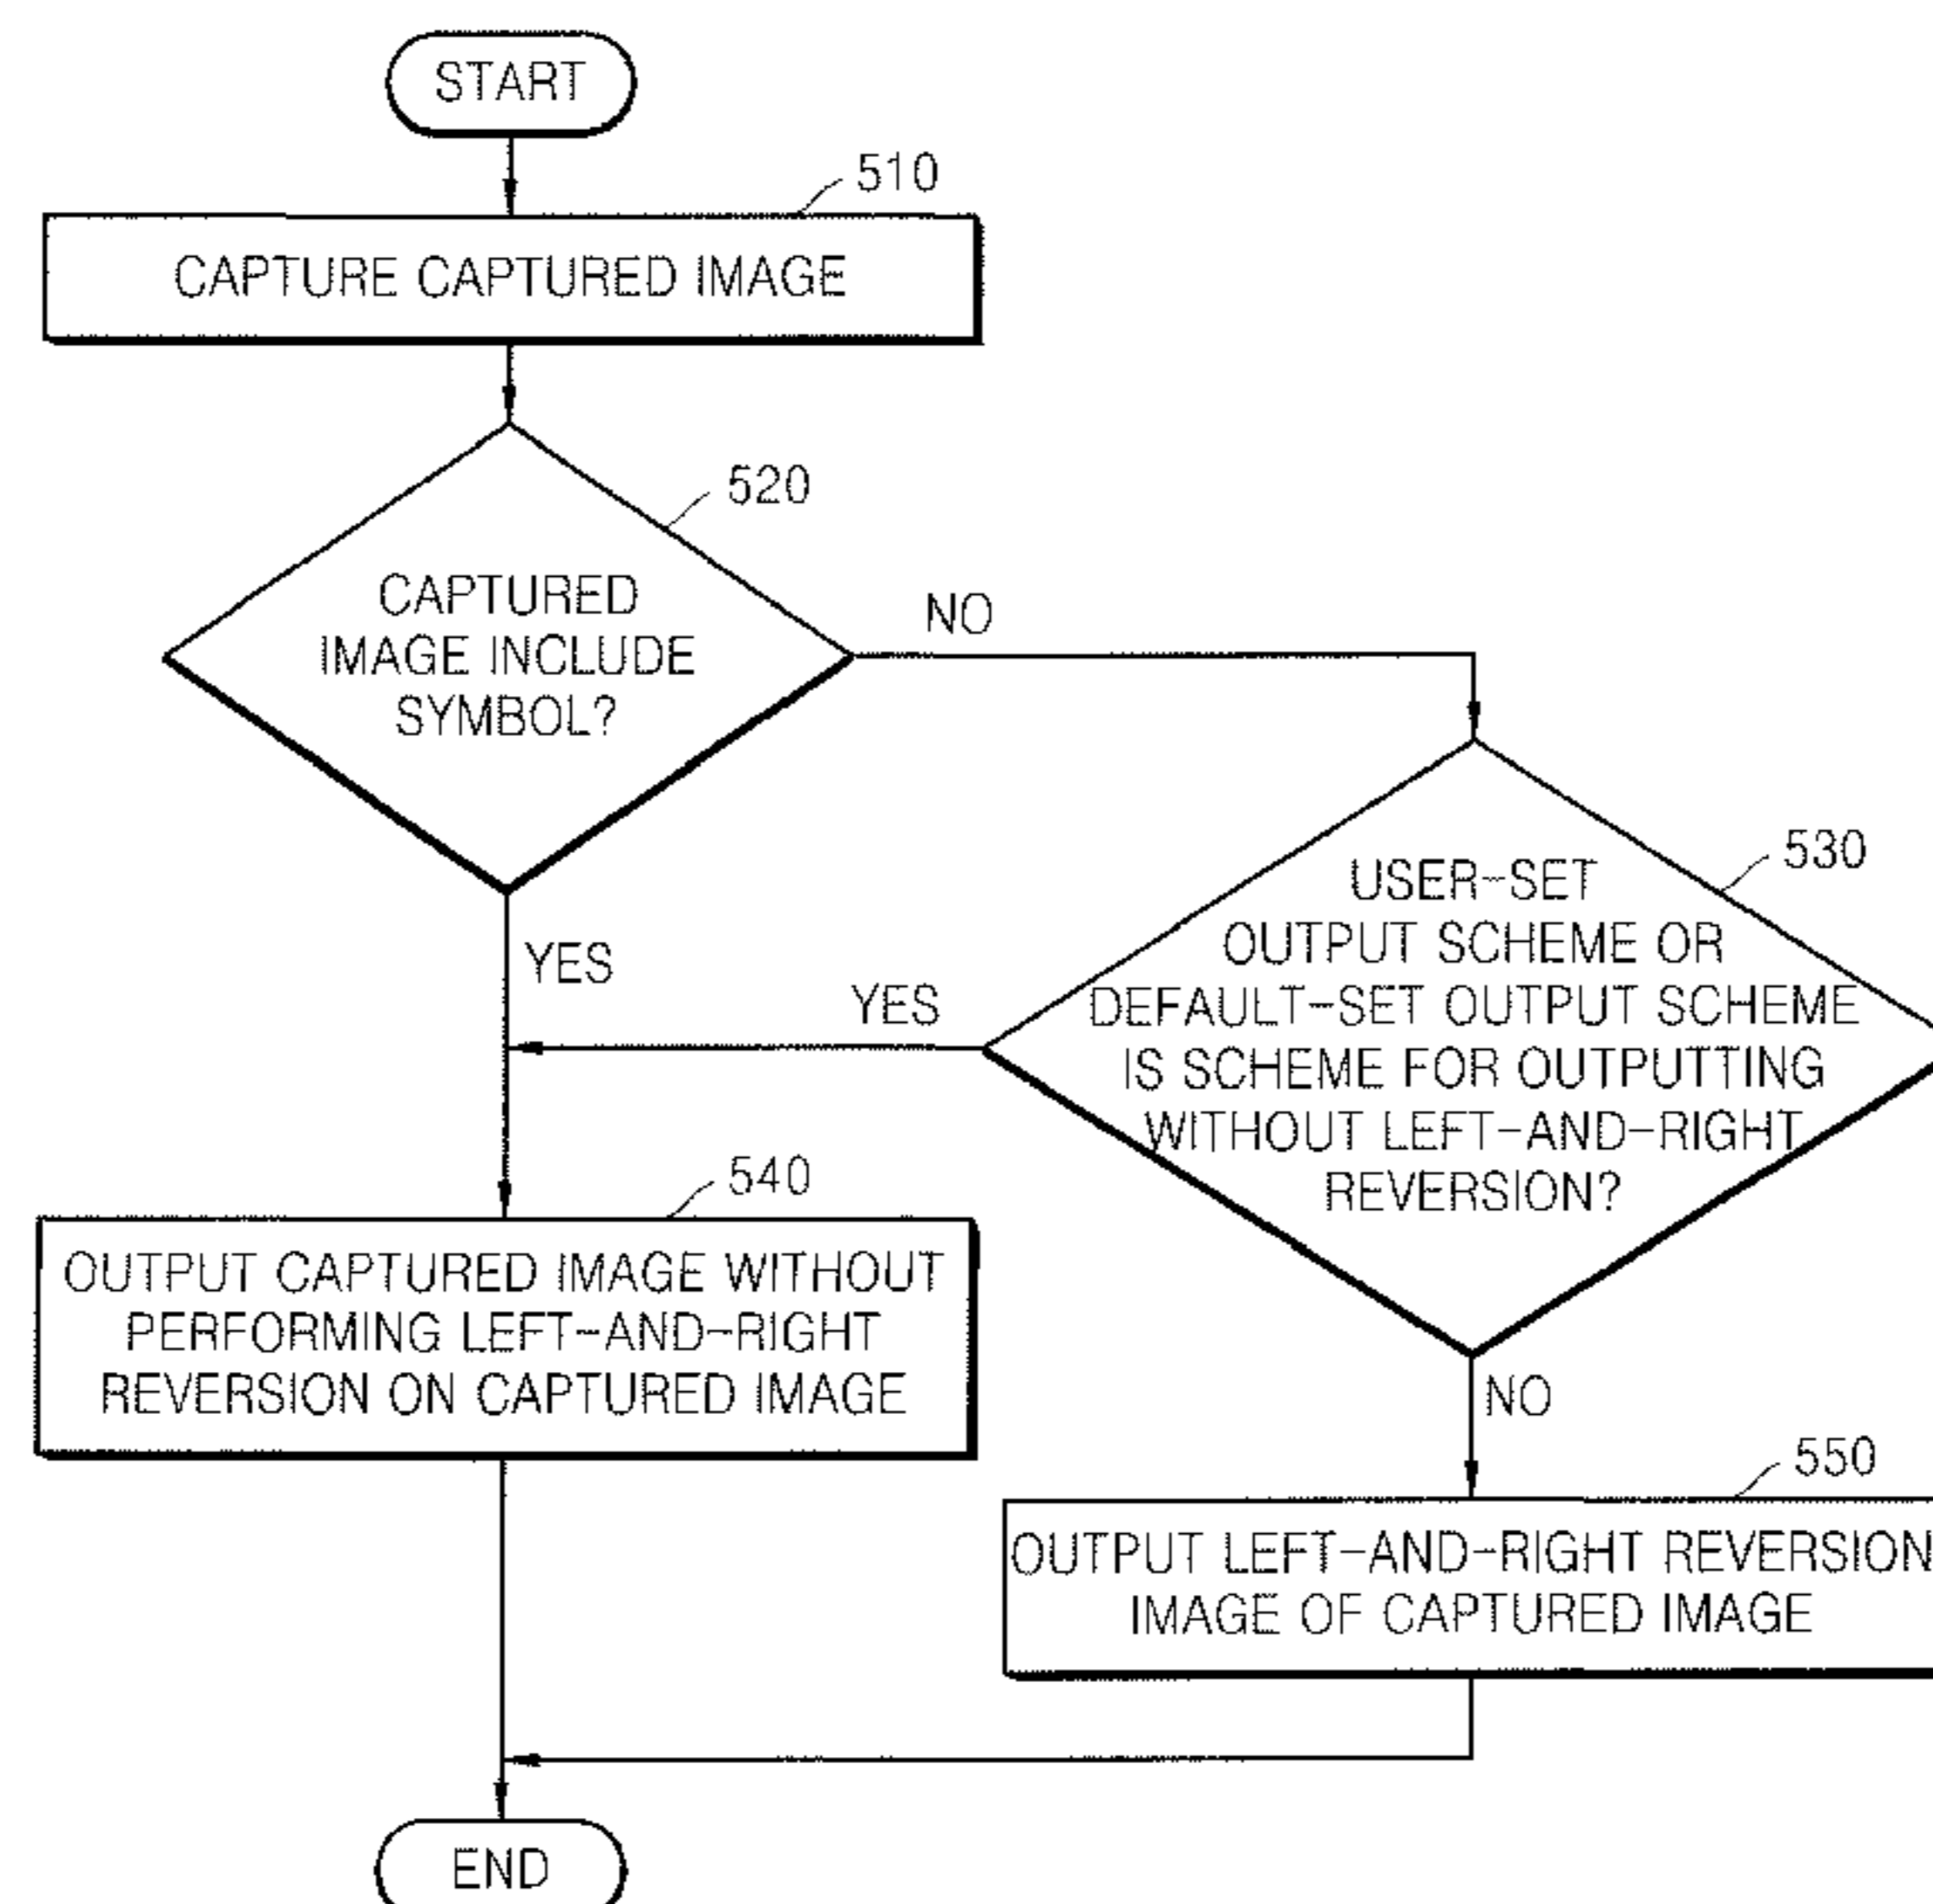 START
510
CAPTURE CAPTURED IMAGE
520
CAPTURED
IMAGE INCLUDE
SYMBOL?
NO
YES
530
USER-SET
OUTPUT SCHEME OR
DEFAULT-SET OUTPUT SCHEME
IS SCHEME FOR OUTPUTTING
WITHOUT LEFT-AND-RIGHT
REVERSION?
YES
NO
540
OUTPUT CAPTURED IMAGE WITHOUT
PERFORMING LEFT-AND-RIGHT
REVERSION ON CAPTURED IMAGE
550
OUTPUT LEFT-AND-RIGHT REVERSION
IMAGE OF CAPTURED IMAGE
END